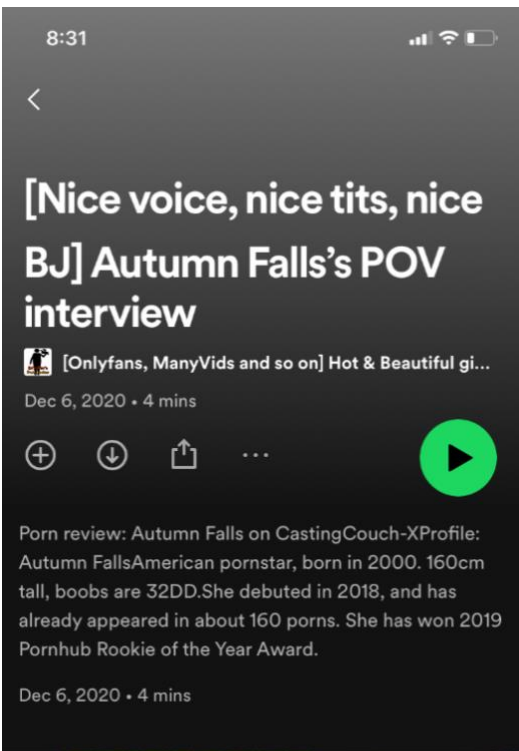 8:31
[Nice voice, nice tits, nice
BJ] Autumn Falls's POV
interview
[Onlyfans, ManyVids and so on] Hot & Beautiful gi...
Dec 6, 2020 • 4 mins
Porn review: Autumn Falls on CastingCouch-XProfile:
Autumn FallsAmerican pornstar, born in 2000. 160cm
tall, boobs are 32DD.She debuted in 2018, and has
already appeared in about 160 porns. She has won 2019
Pornhub Rookie of the Year Award.
Dec 6, 2020 • 4 mins